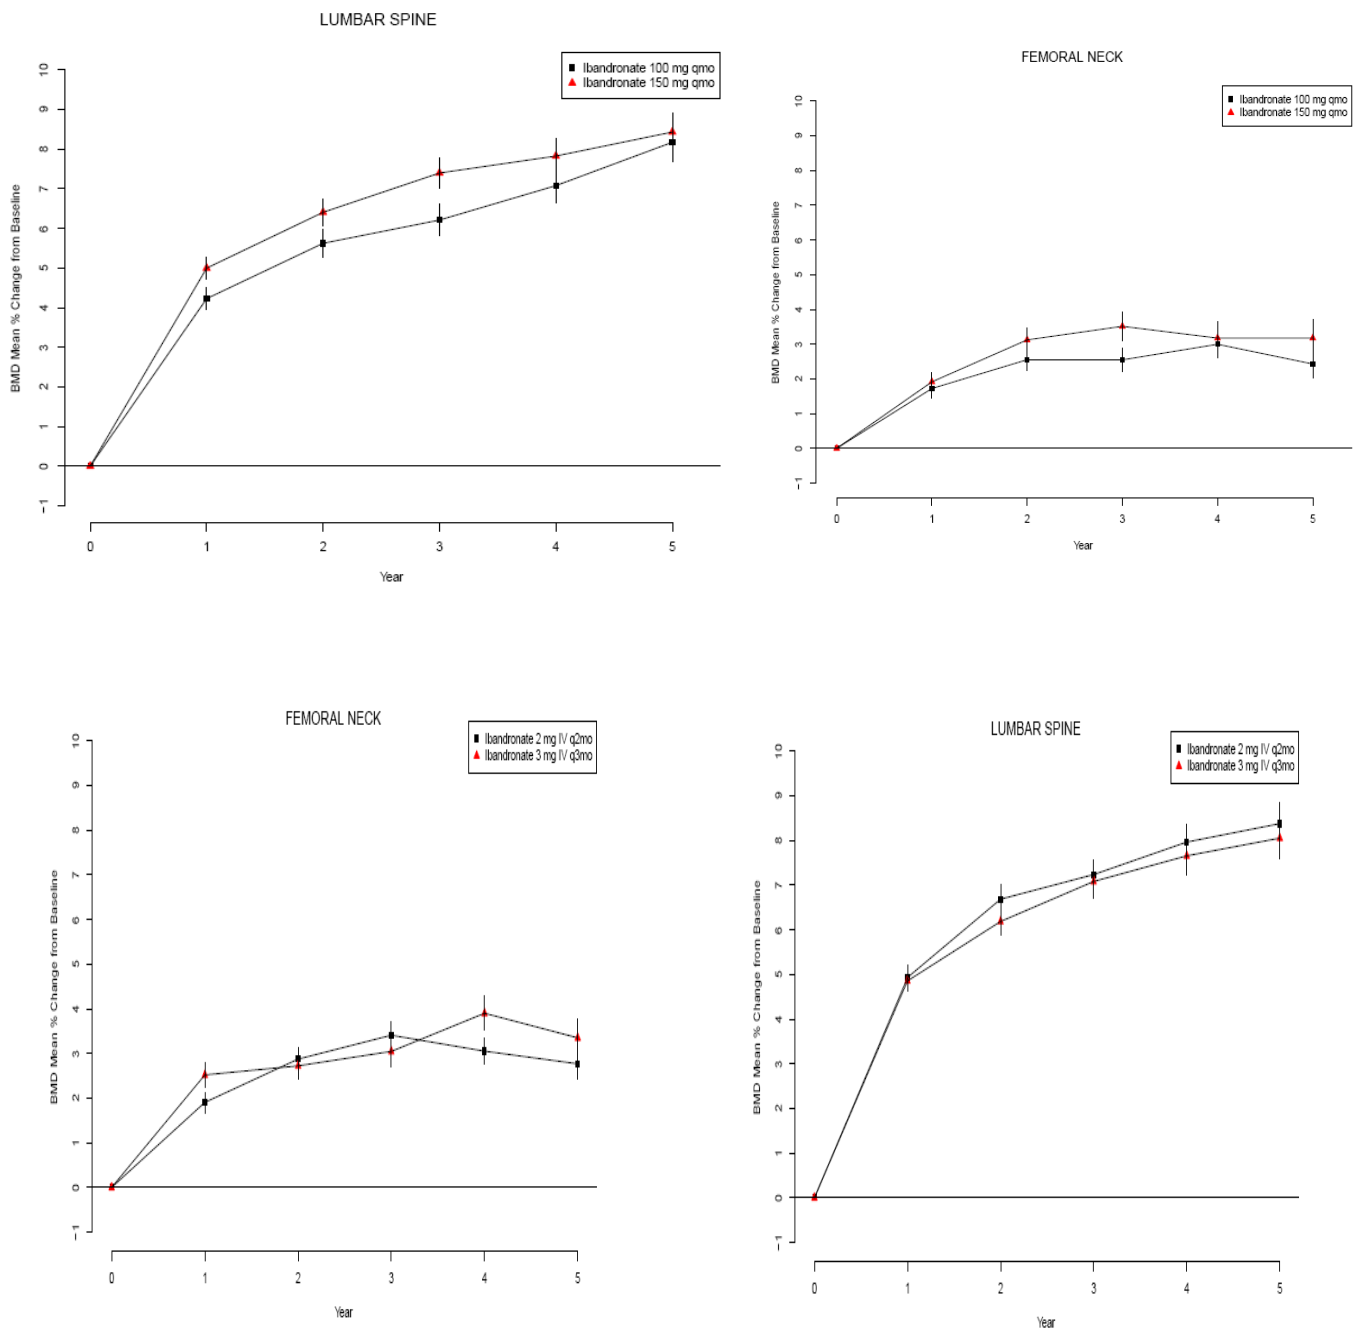 LUMBAR SPINE
Ibandronate 100 mg qmo
Ibandronate 150 mg qmo
BMD Mean % Change from Baseline
10
9
8
7
6
5
4
3
2
1
0
−1
0 1 2 3 4 5
Year
FEMORAL NECK
Ibandronate 100 mg qmo
Ibandronate 150 mg qmo
BMD Mean % Change from Baseline
10
9
8
7
6
5
4
3
2
1
0
−1
0 1 2 3 4 5
Year
FEMORAL NECK
Ibandronate 2 mg IV q2mo
Ibandronate 3 mg IV q3mo
BMD Mean % Change from Baseline
10
9
8
7
6
5
4
3
2
1
0
−1
0 1 2 3 4 5
Year
LUMBAR SPINE
Ibandronate 2 mg IV q2mo
Ibandronate 3 mg IV q3mo
BMD Mean % Change from Baseline
10
9
8
7
6
5
4
3
2
1
0
−1
0 1 2 3 4 5
Year